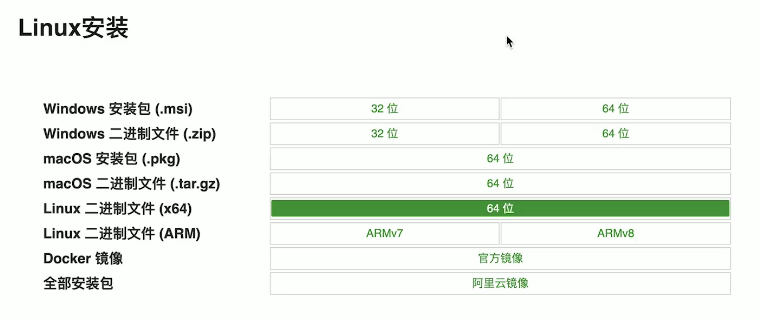 Linux安装
Windows 安装包 (.msi) 32 位 64 位
Windows 二进制文件 (.zip) 32 位 64 位
macOS 安装包 (.pkg) 64 位
macOS 二进制文件 (.tar.gz) 64 位
Linux 二进制文件 (x64) 64 位
Linux 二进制文件 (ARM) ARMv7 ARMv8
Docker 镜像 官方镜像
全部安装包 阿里云镜像